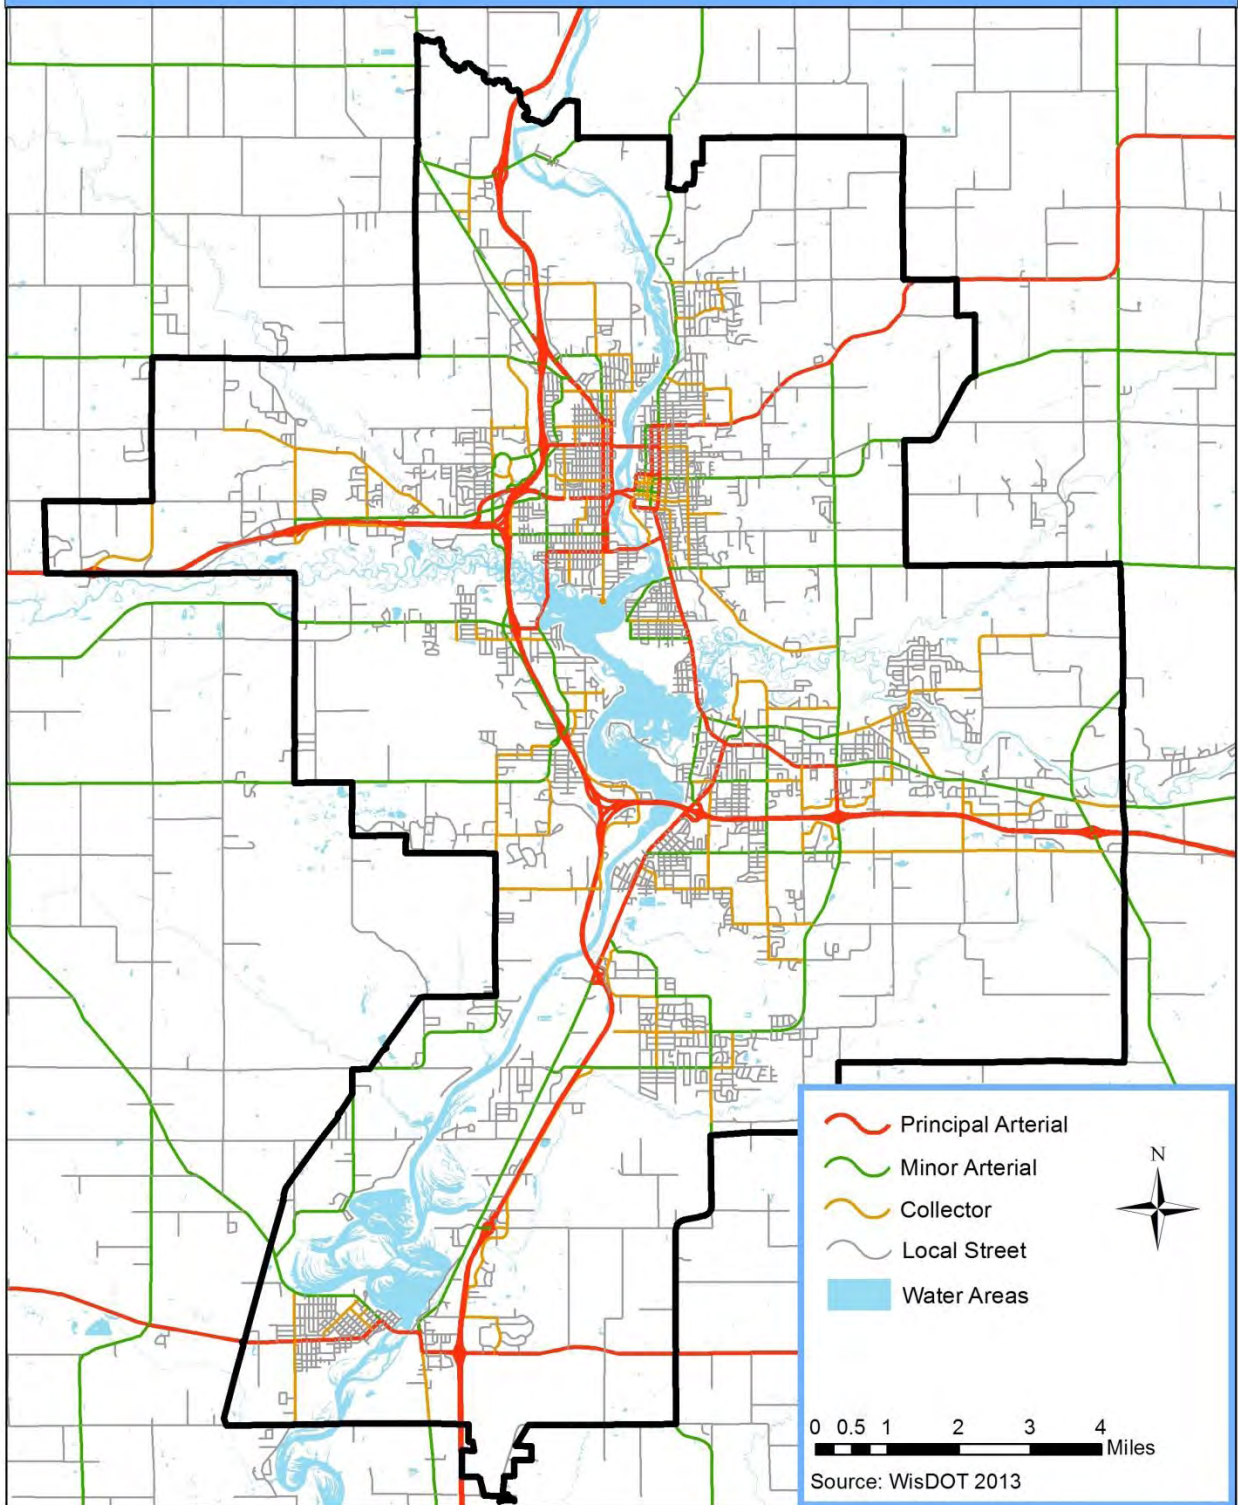 Principal Arterial
Minor Arterial
Collector
Local Street
Water Areas
N
0 0.5 1 2 3 4
Miles
Source: WisDOT 2013